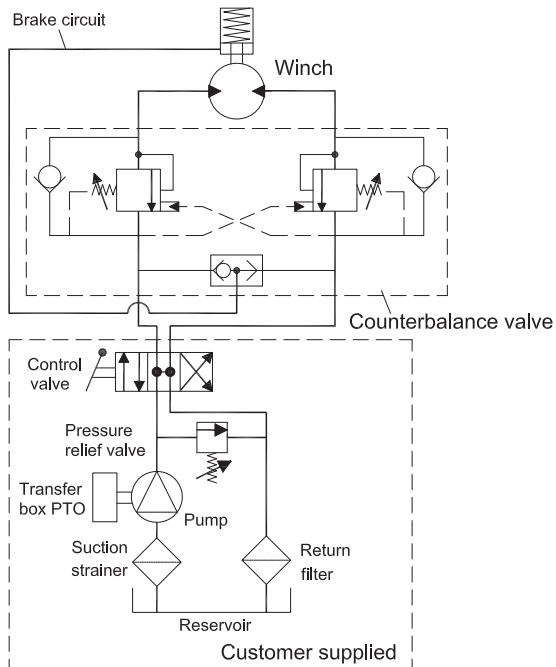 Brake circuit
Winch
Counterbalance valve
Control
valve
Pressure
relief valve
Transfer
box PTO
Pump
Suction
strainer
Return
filter
Reservoir
Customer supplied